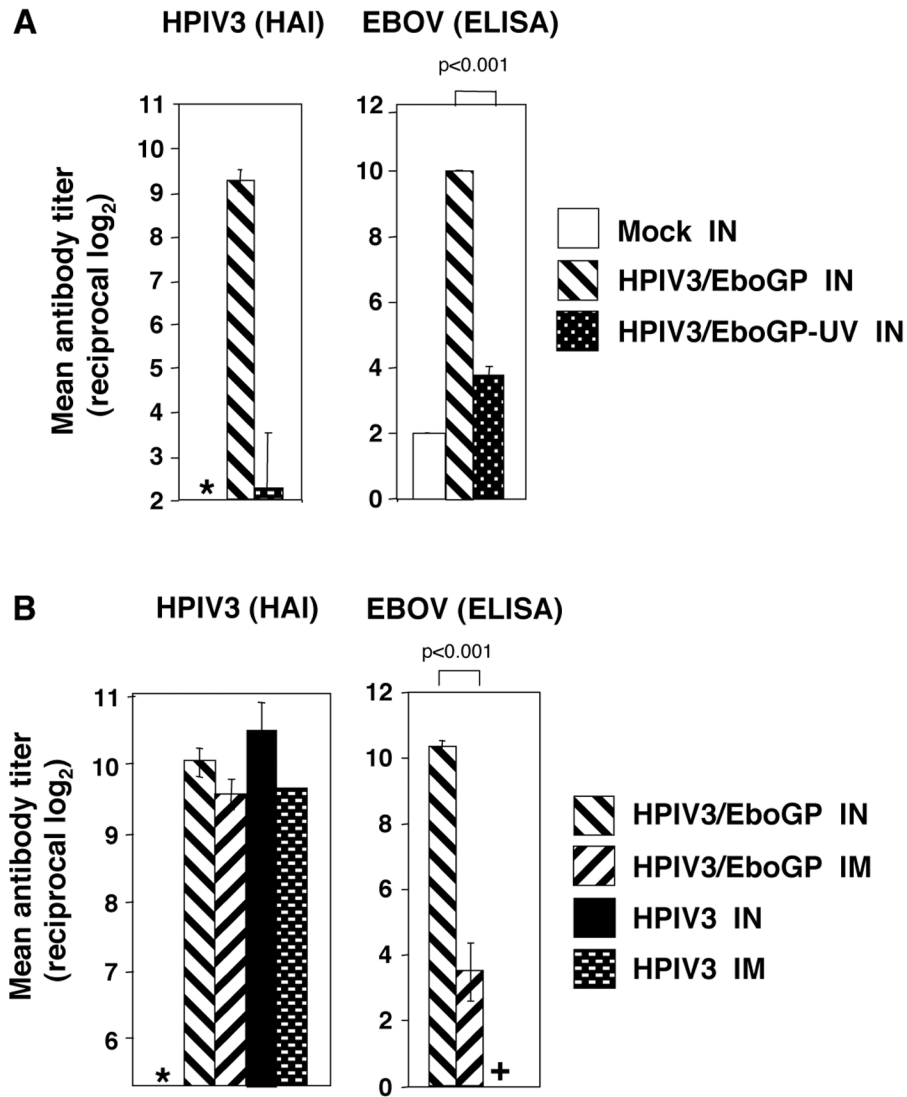 A
HPIV3 (HAI)
EBOV (ELISA)
p<0.001
Mean antibody titer
(reciprocal log2)
11
10
9
8
7
6
5
4
3
2
*
12
10
8
6
4
2
0
Mock IN
HPIV3/EboGP IN
HPIV3/EboGP-UV IN
B
HPIV3 (HAI)
EBOV (ELISA)
p<0.001
Mean antibody titer
(reciprocal log2)
11
10
9
8
7
6
*
12
10
8
6
4
2
0
+
HPIV3/EboGP IN
HPIV3/EboGP IM
HPIV3 IN
HPIV3 IM